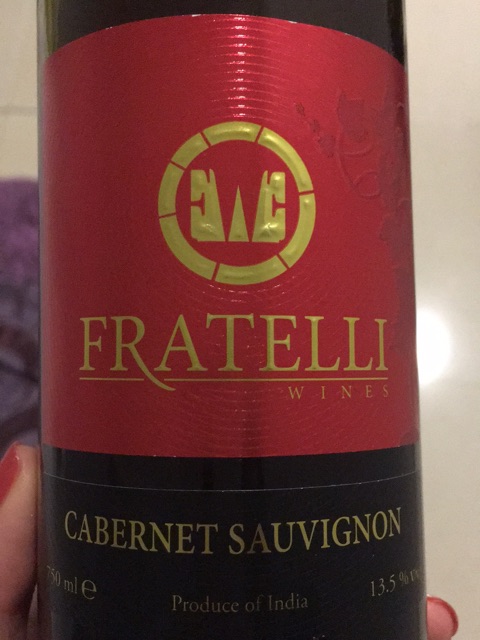 FRATELLI
WINES
CABERNET SAUVIGNON
750 ml e
Produce of India
13.5 %